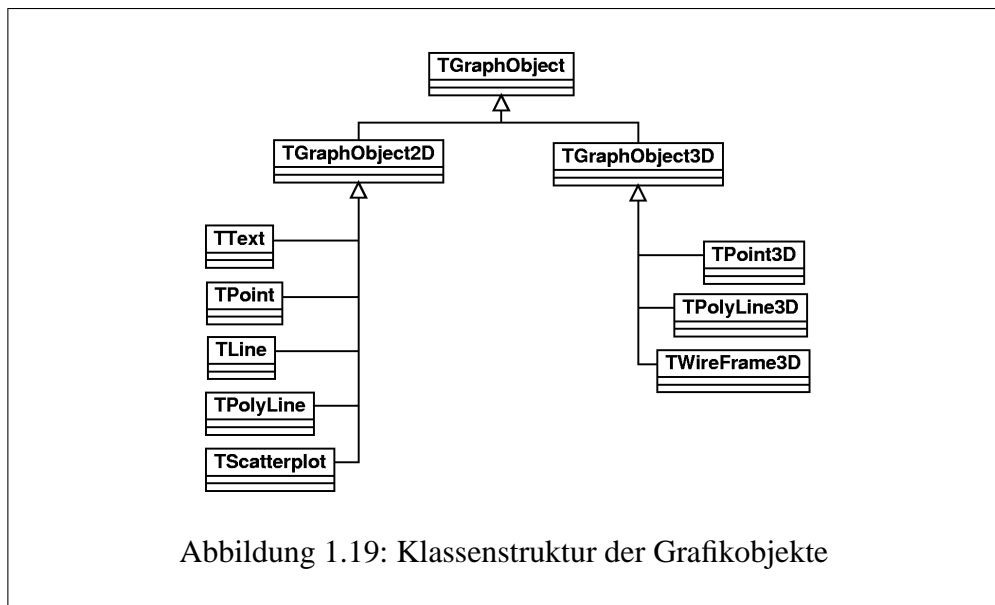 TGraphObject
TGraphObject2D
TGraphObject3D
TText
TPoint
TLine
TPolyLine
TScatterplot
TPoint3D
TPolyLine3D
TWireFrame3D
Abbildung 1.19: Klassenstruktur der Grafikobjekte